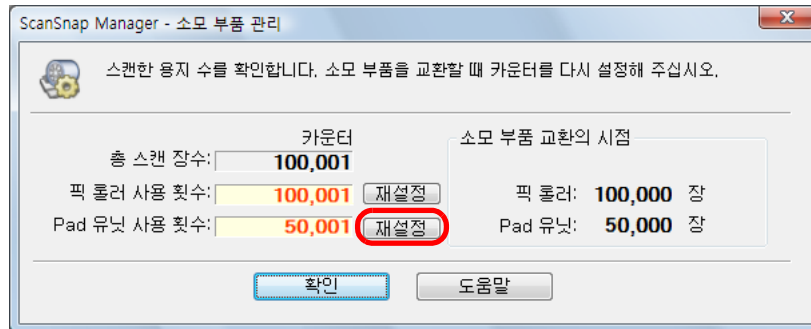 ScanSnap Manager - 소모 부품 관리
스캔한 용지 수를 확인합니다. 소모 부품을 교환할 때 카운터를 다시 설정해 주십시오.
카운터
총 스캔 장수: 100,001
픽 롤러 사용 횟수: 100,001 재설정
Pad 유닛 사용 횟수: 50,001 재설정
소모 부품 교환의 시점
픽 롤러: 100,000 장
Pad 유닛: 50,000 장
확인 도움말